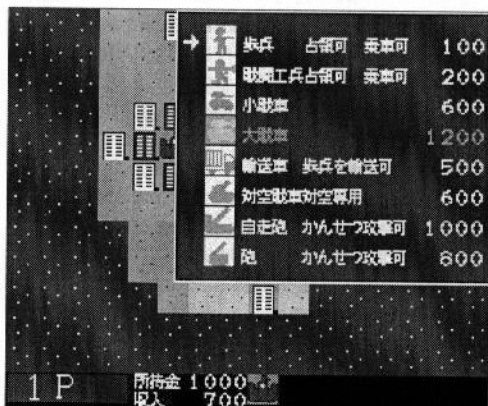 → 歩兵 占領可 乗車可 100
戦闘工兵占領可 乗車可 200
小戦車 600
大戦車 1200
輸送車 歩兵を輸送可 500
対空戦車対空専用 600
自走砲 かんせつ攻撃可 1000
砲 かんせつ攻撃可 800
1P
所持金 1000
収入 700